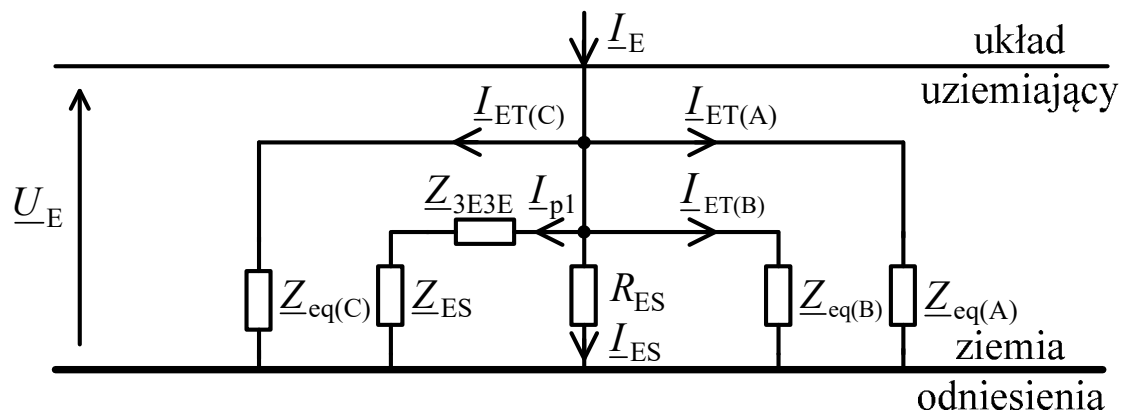 I_E
układ
uziemiający
I_ET(C)
I_ET(A)
U_E
Z_3E3E
I_p1
I_ET(B)
Z_eq(C)
Z_ES
R_ES
Z_eq(B)
Z_eq(A)
I_ES
ziemia
odniesienia